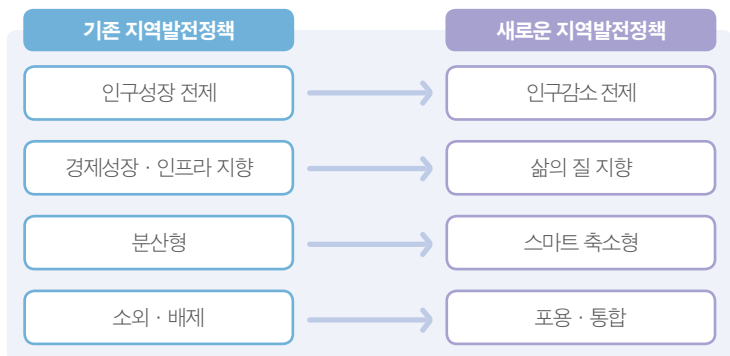 기존 지역발전정책
새로운 지역발전정책
인구성장 전제
인구감소 전제
경제성장 · 인프라 지향
삶의 질 지향
분산형
스마트 축소형
소외 · 배제
포용 · 통합